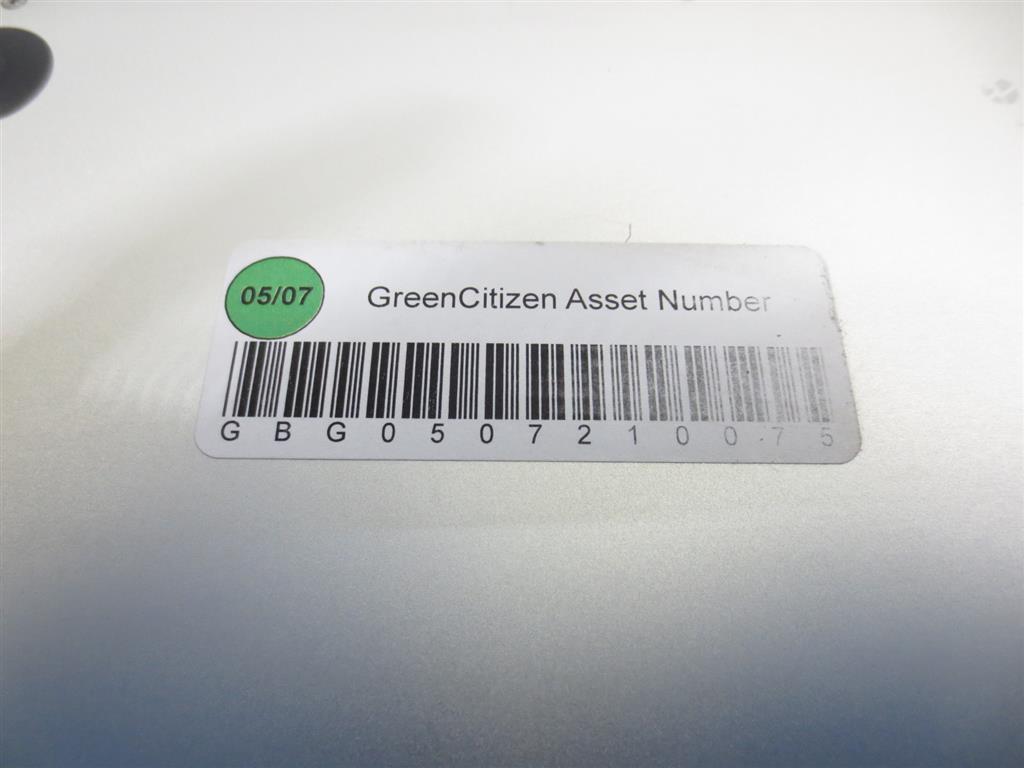 05/07
GreenCitizen Asset Number
G B G 0 5 0 7 2 1 0 0 7 5